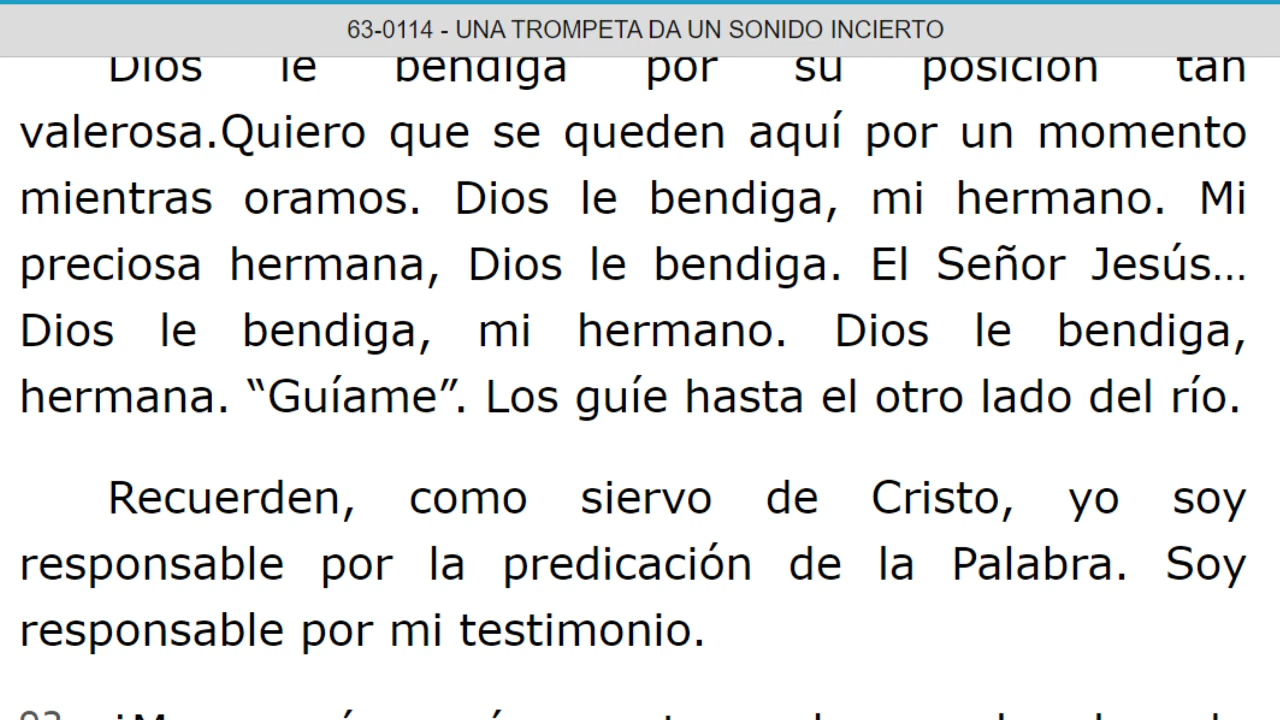 63-0114 - UNA TROMPETA DA UN SONIDO INCIERTO
Dios le bendiga por su posición tan
valerosa.Quiero que se queden aquí por un momento
mientras oramos. Dios le bendiga, mi hermano. Mi
preciosa hermana, Dios le bendiga. El Señor Jesús...
Dios le bendiga, mi hermano. Dios le bendiga,
hermana. “Guíame”. Los guíe hasta el otro lado del río.
Recuerden, como siervo de Cristo, yo soy
responsable por la predicación de la Palabra. Soy
responsable por mi testimonio.